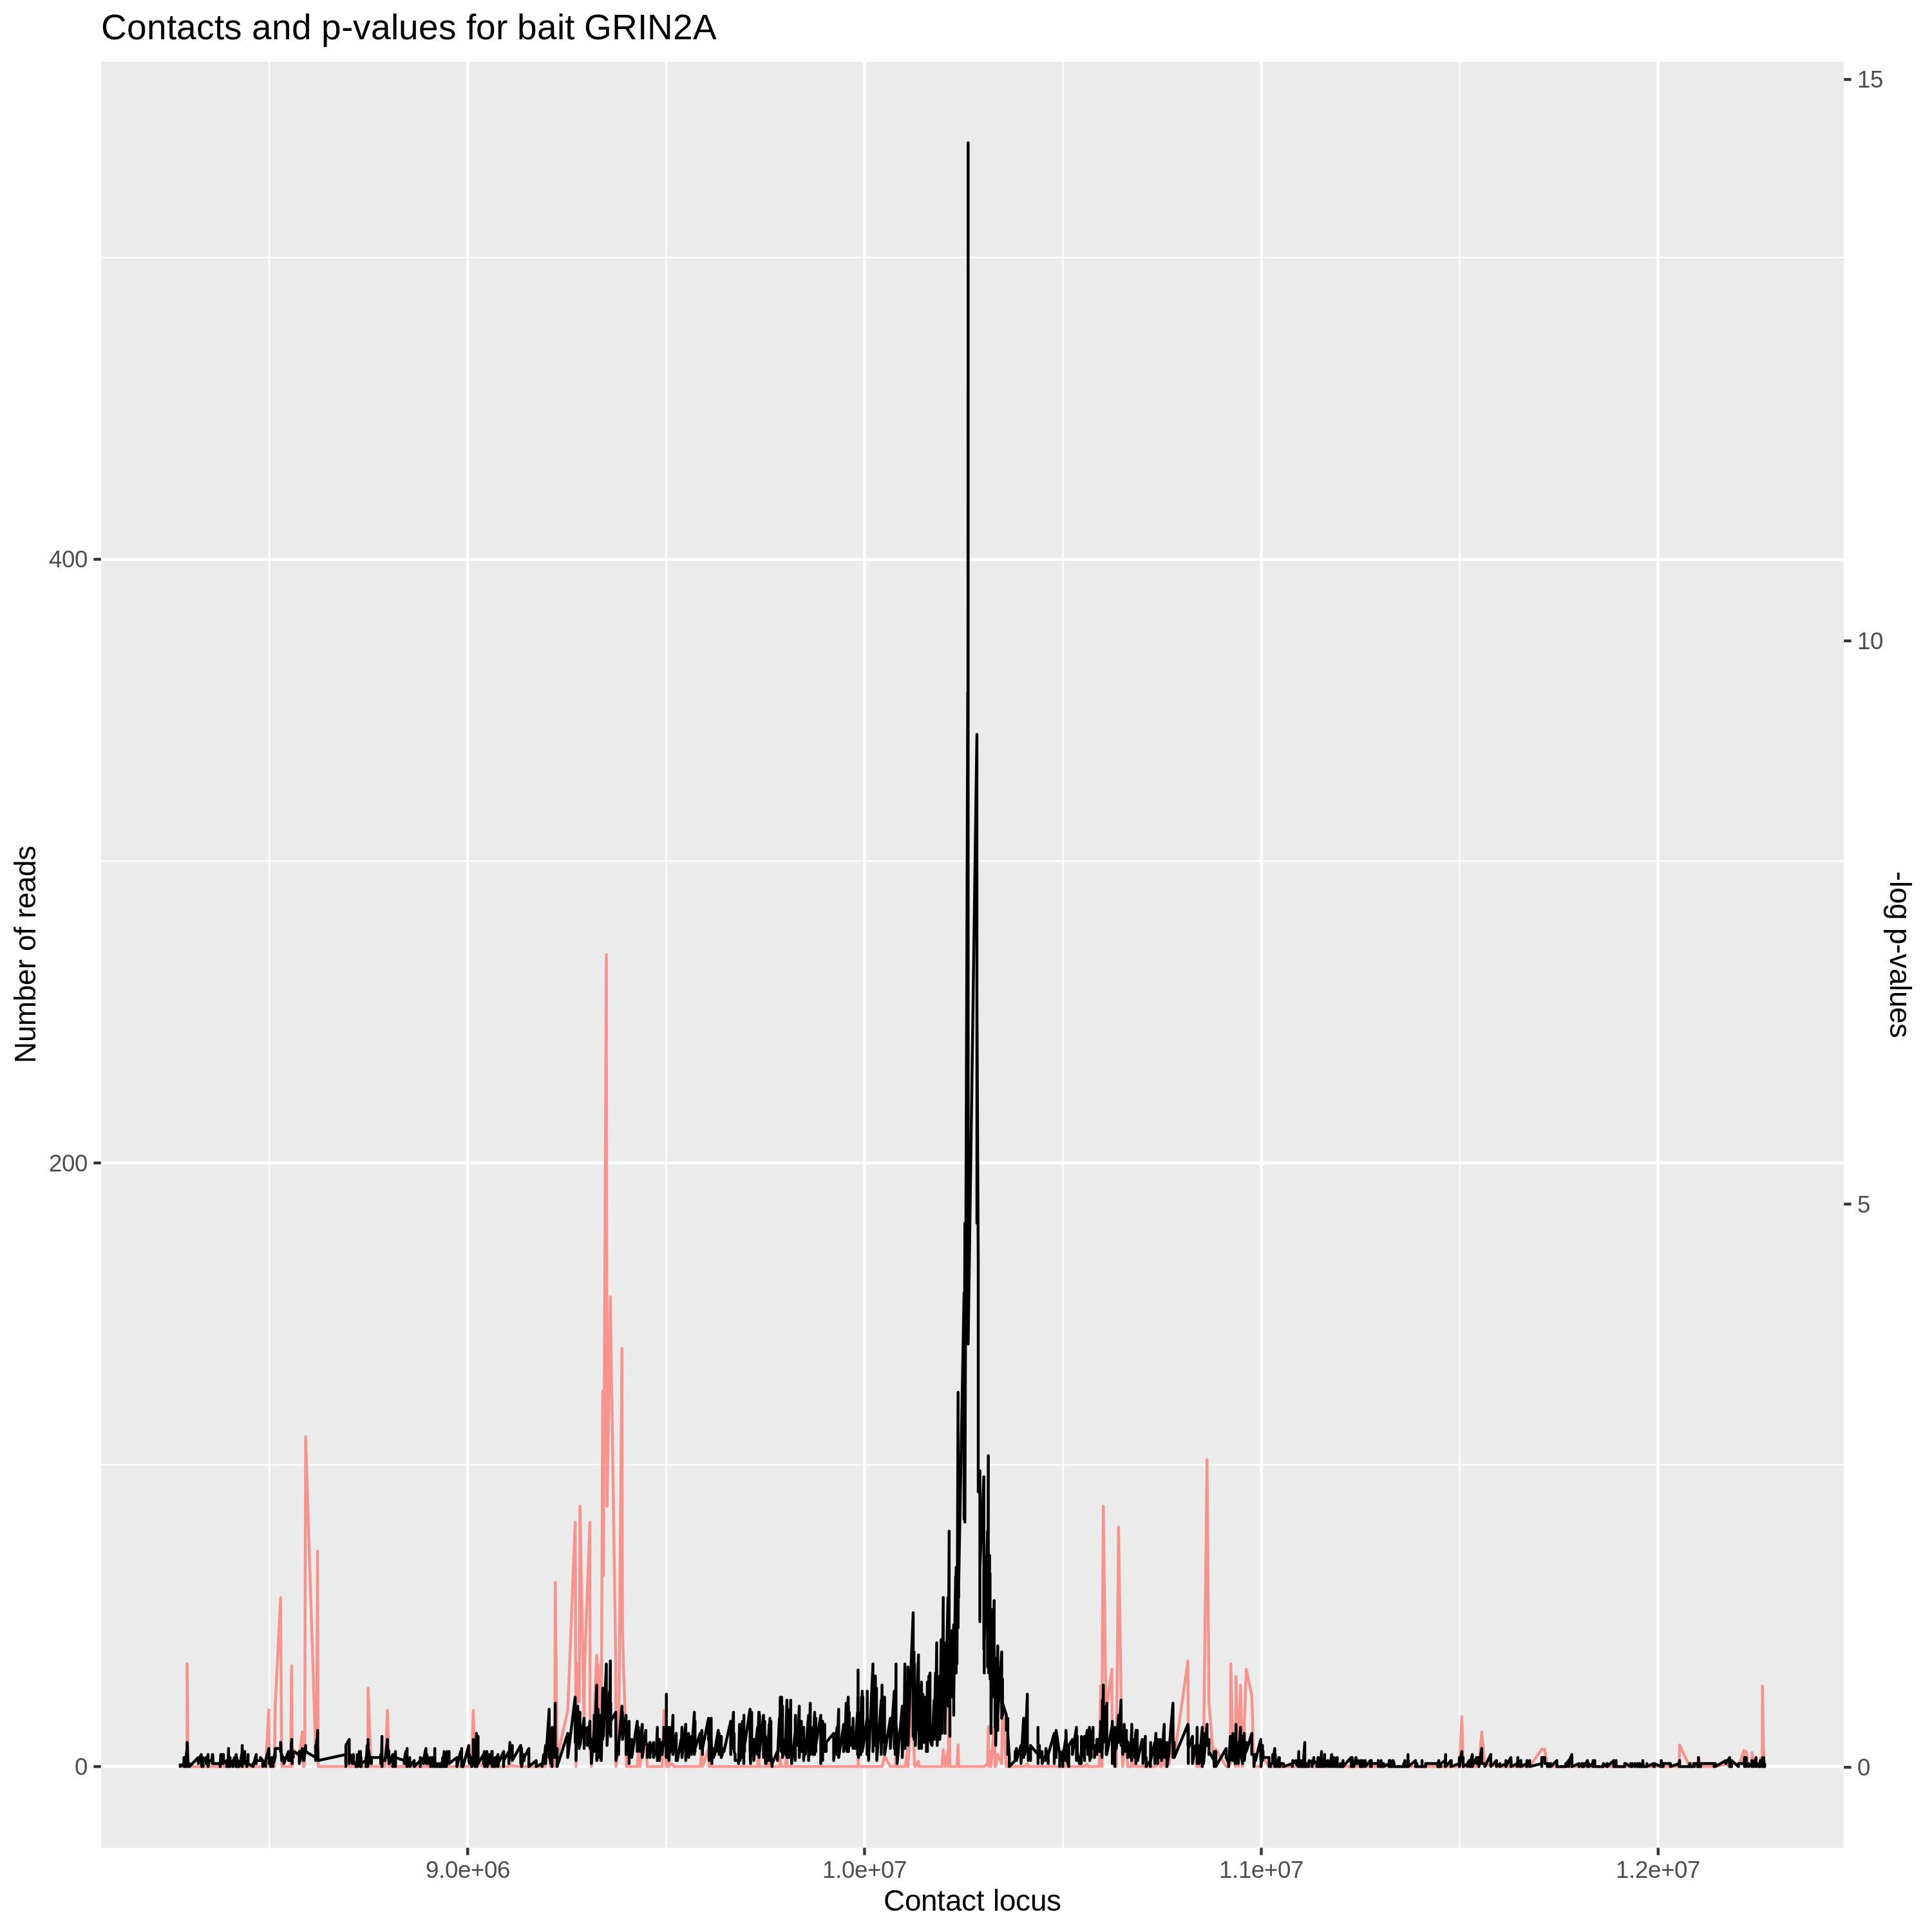 Contacts and p-values for bait GRIN2A
15
400
10
Number of reads
-log p-values
200
5
0
0
9.0e+06
1.0e+07
1.1e+07
1.2e+07
Contact locus